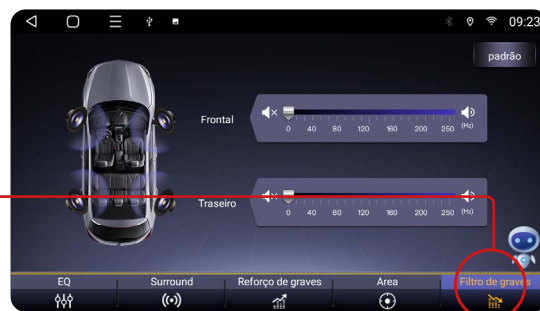 09:23
padrão
Frontal
0 40 80 120 160 200 250 (Hz)
Traseiro
0 40 80 120 160 200 250 (Hz)
EQ Surround Reforço de graves Area Filtro de graves